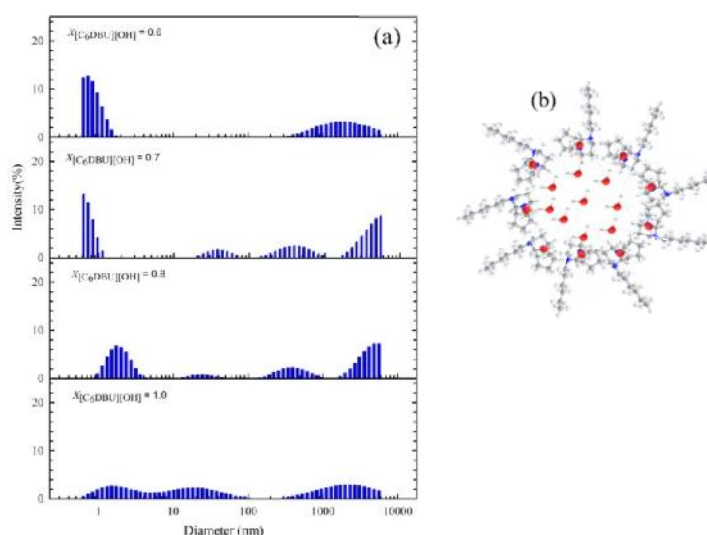 X[C6DBU][OH] = 0.6
(a)
20
10
0
X[C6DBU][OH] = 0.7
20
10
0
X[C6DBU][OH] = 0.8
20
10
0
X[C6DBU][OH] = 1.0
20
10
0
1 10 100 1000 10000
Diameter (nm)
Intensity(%)
(b)